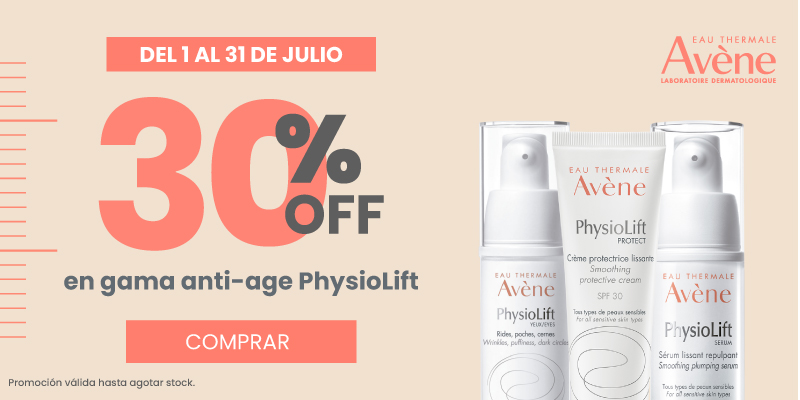 DEL 1 AL 31 DE JULIO
30%
OFF
en gama anti-age PhysioLift
COMPRAR
Promoción válida hasta agotar stock.
EAU THERMALE
Avène
LABORATOIRE DERMATOLOGIQUE
EAU THERMALE
Avène
PhysioLift
YEUX/EYES
Rides, poches, cernes
Wrinkles, puffiness, dark circles
EAU THERMALE
Avène
PhysioLift
PROTECT
Crème protectrice lissante
Smoothing
protective cream
SPF 30
Tous types de peaux sensibles
For all sensitive skin types
EAU THERMALE
Avène
PhysioLift
SERUM
Sérum lissant repulpant
Smoothing plumping serum
Tous types de peaux sensibles
For all sensitive skin types